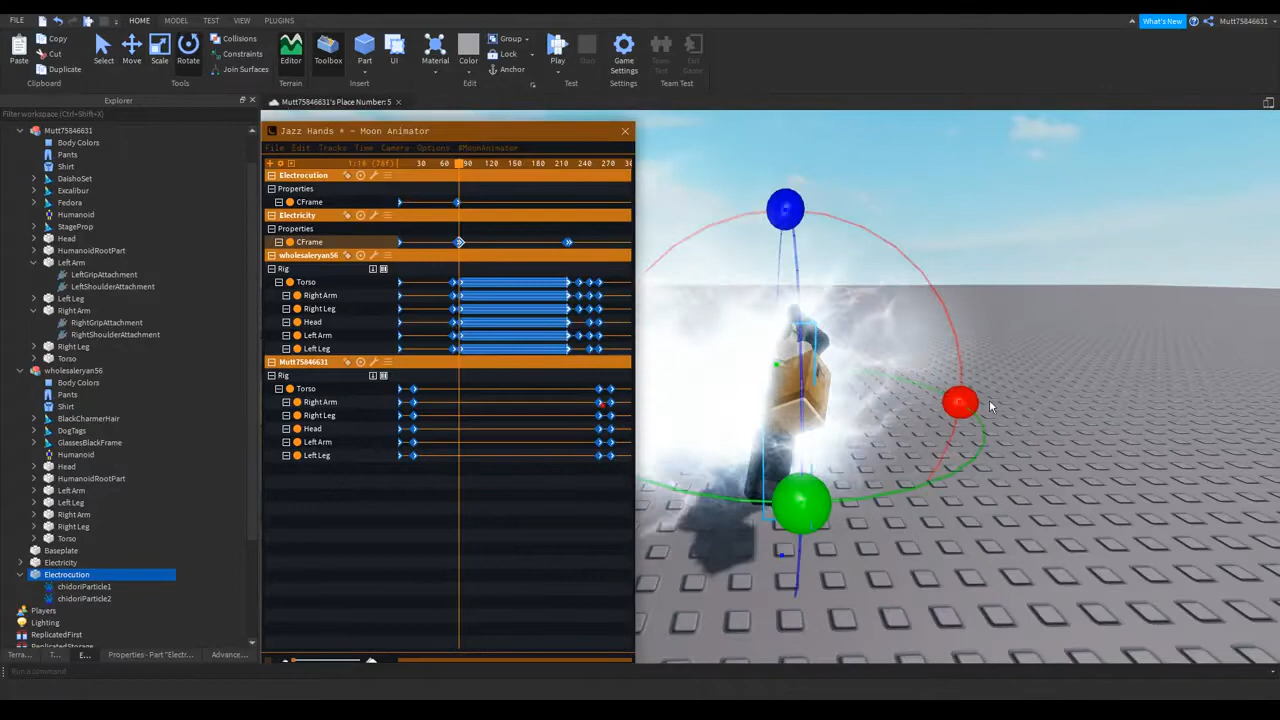 FILE HOME MODEL TEST VIEW PLUGINS What's New Mutt75846631
Paste Copy Cut Duplicate Select Move Scale Rotate Collisions Constraints Join Surfaces Editor Toolbox Part UI Material Color Group Lock Anchor Play Game Settings Team Test Exit Game
Clipboard Tools Terrain Insert Edit Test Settings Team Test
Explorer
Mutt75846631's Place Number: 5
Filter workspace (Ctrl+Shift+X)
Mutt75846631
Body Colors
Pants
Shirt
DaishoSet
Excalibur
Fedora
Humanoid
StageProp
Head
HumanoidRootPart
Left Arm
LeftGripAttachment
LeftShoulderAttachment
Left Leg
Right Arm
RightGripAttachment
RightShoulderAttachment
Right Leg
Torso
wholesaleryan56
Body Colors
Pants
Shirt
BlackCharmerHair
DogTags
GlassesBlackFrame
Humanoid
Head
HumanoidRootPart
Left Arm
Left Leg
Right Arm
Right Leg
Torso
Baseplate
Electricity
Electrocution
chidoriParticle1
chidoriParticle2
Players
Lighting
ReplicatedFirst
ReplicatedStorage
Terra... T... E... Properties - Part "Electr... Advance...
Run a command
Jazz Hands * - Moon Animator
File Edit Tracks Time Camera Options #MoonAnimator
30 60 90 120 150 180 210 240 270
Electrocution
Properties
CFrame
Electricity
Properties
CFrame
wholesaleryan56
Rig
Torso
Right Arm
Right Leg
Head
Left Arm
Left Leg
Mutt75846631
Rig
Torso
Right Arm
Right Leg
Head
Left Arm
Left Leg